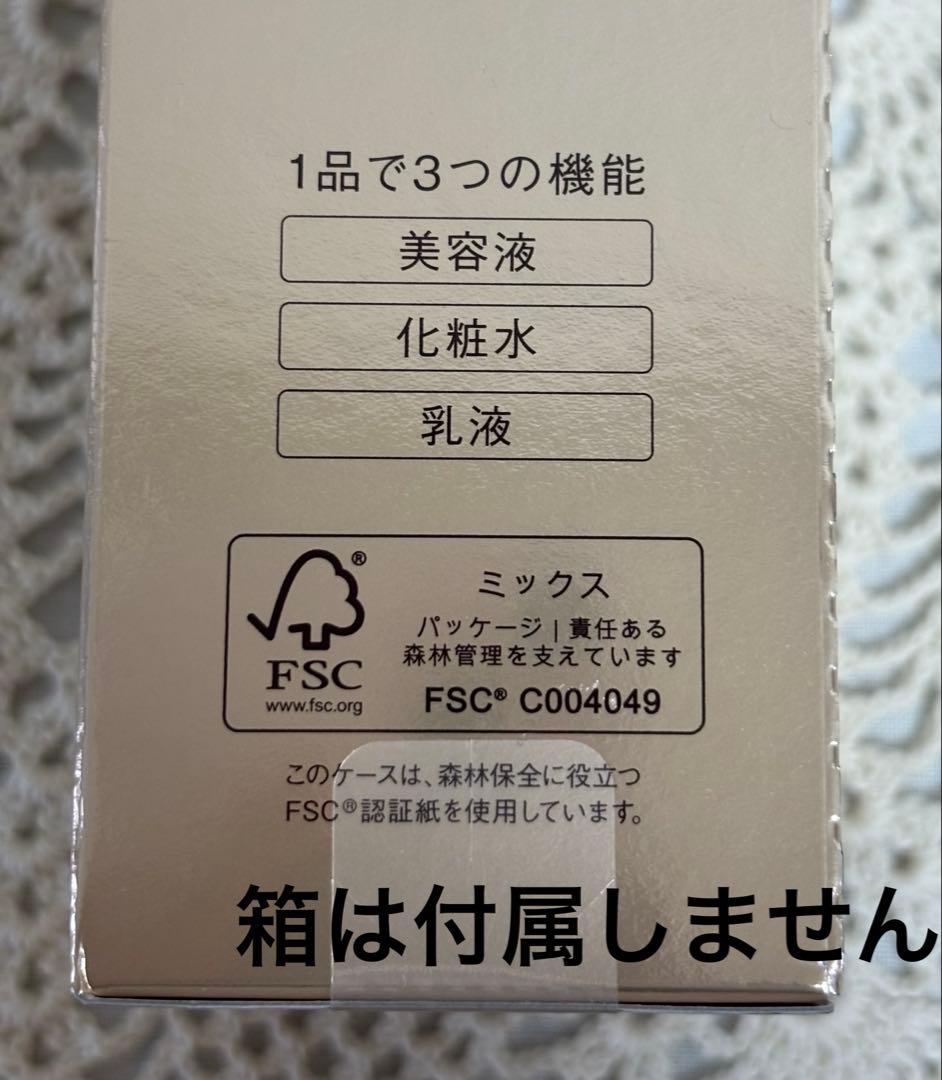 1品で3つの機能
美容液
化粧水
乳液
®
FSC
www.fsc.org
ミックス
パッケージ | 責任ある
森林管理を支えています
FSC® C004049
このケースは、森林保全に役立つ
FSC®認証紙を使用しています。
箱は付属しません